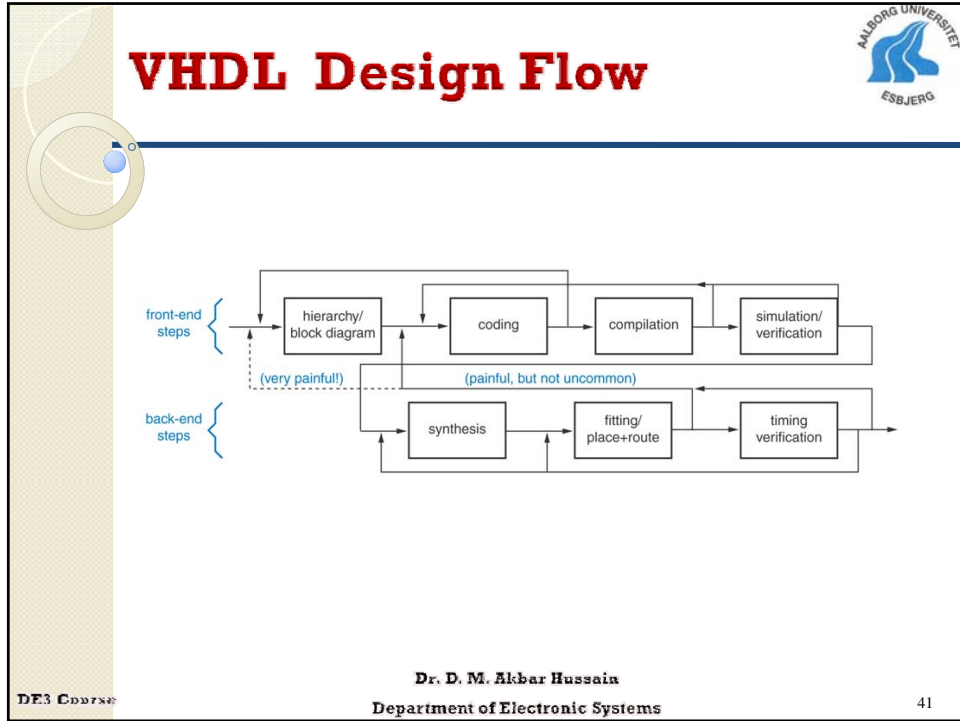 VHDL Design Flow
AALBORG UNIVERSITET
ESBJERG
front-end
steps
hierarchy/
block diagram
coding
compilation
simulation/
verification
(very painful!)
(painful, but not uncommon)
back-end
steps
synthesis
fitting/
place+route
timing
verification
Dr. D. M. Akbar Hussain
DE3 Course
Department of Electronic Systems
41